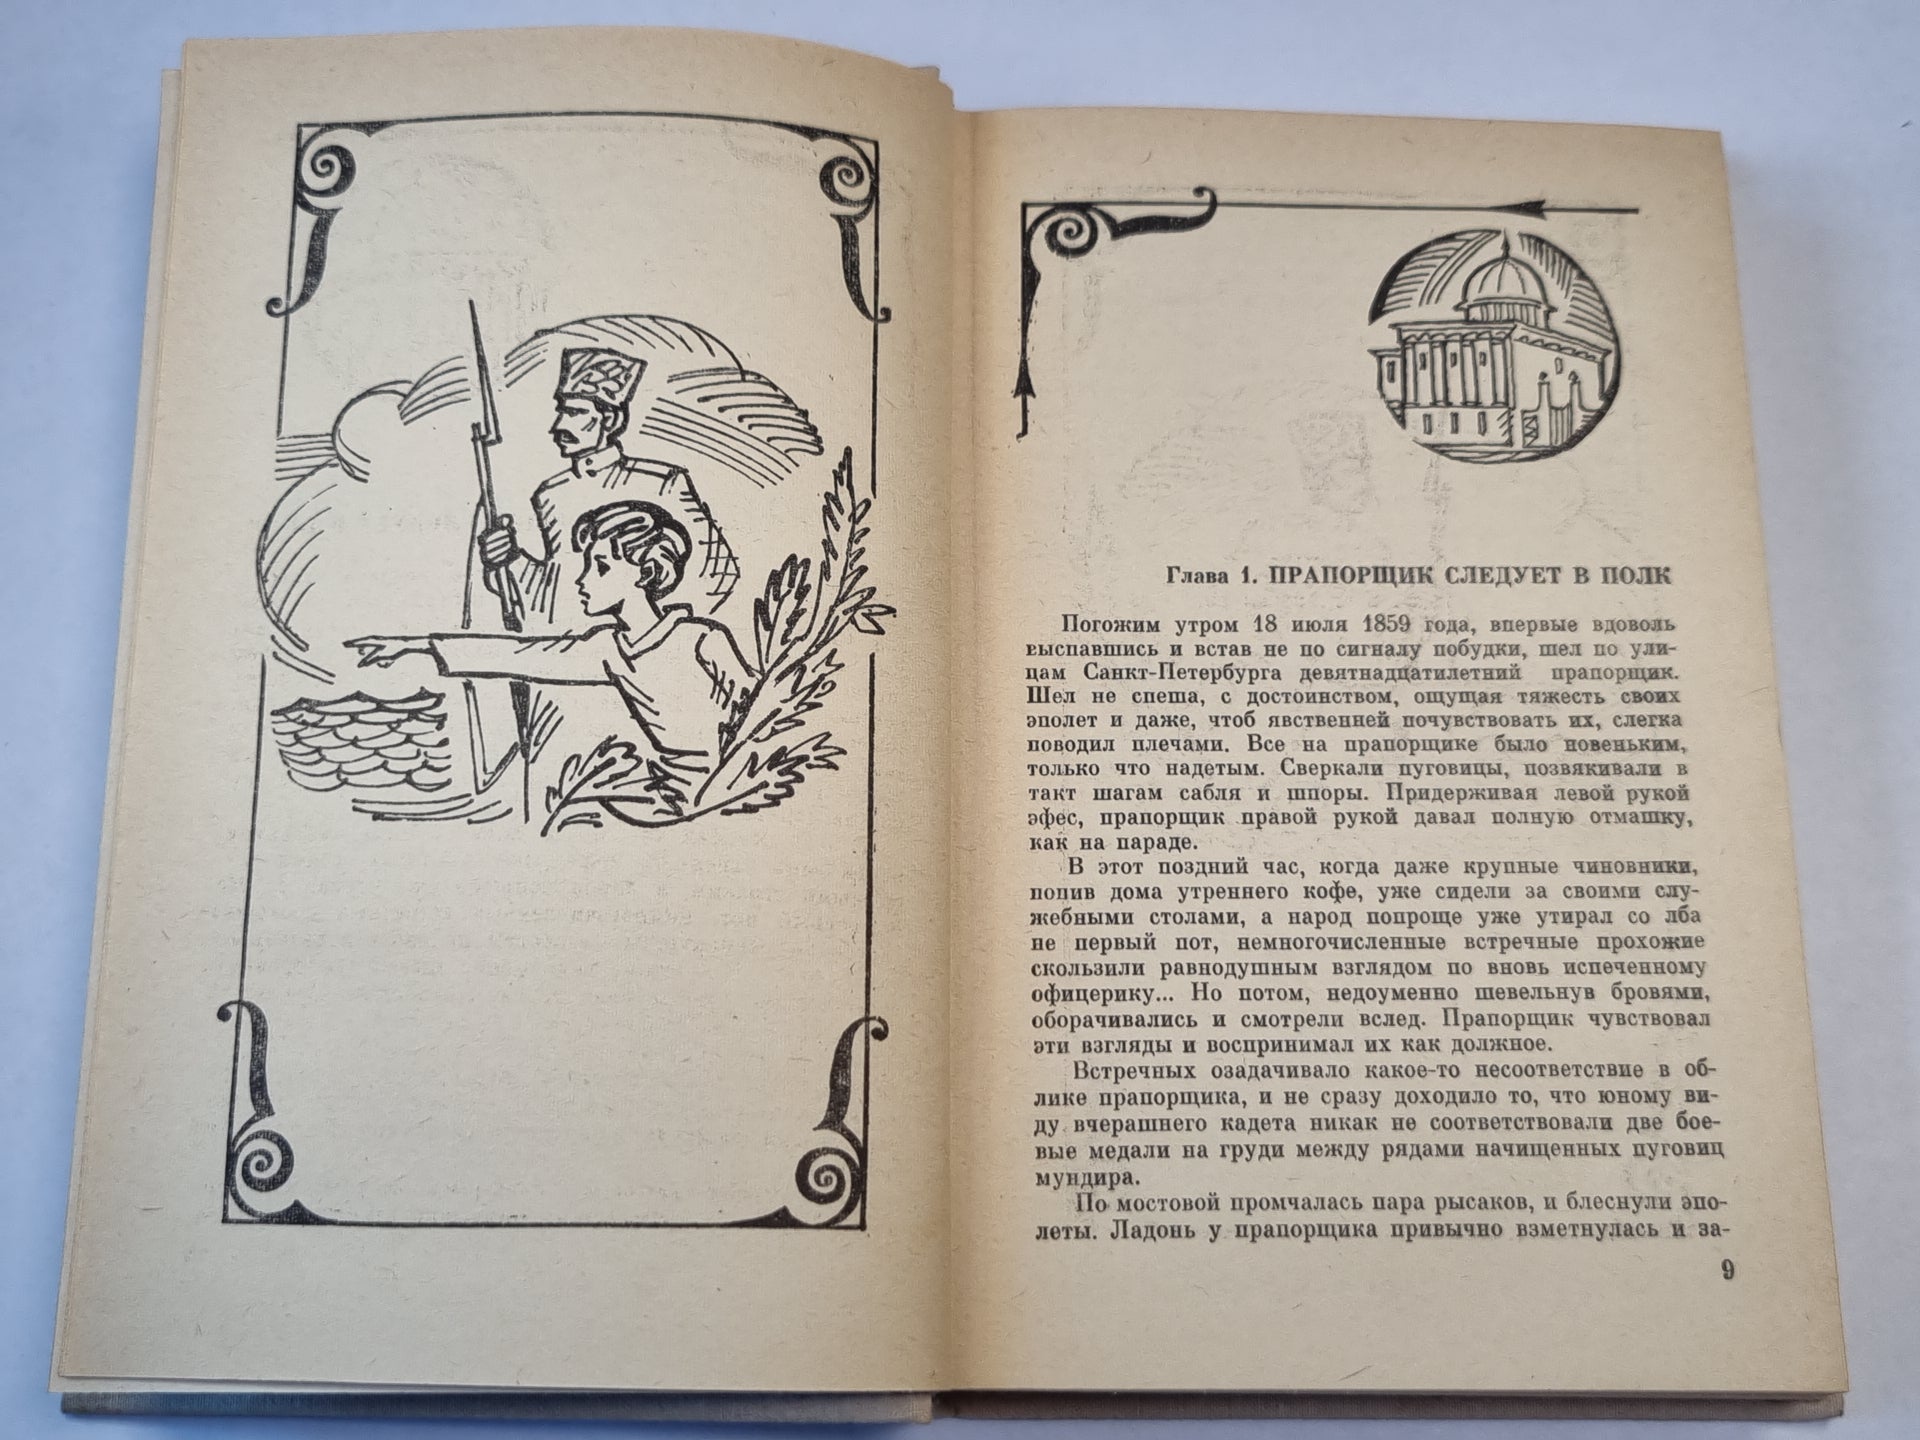 Глава 1. ПРАПОРЩИК СЛЕДУЕТ В ПОЛК
Погожим утром 18 июля 1859 года, впервые вдоволь
выспавшись и встав не по сигналу побудки, шел по ули-
цам Санкт-Петербурга девятнадцатилетний прапорщик.
Шел не спеша, с достоинством, ощущая тяжесть своих
эполет и даже, чтоб явственней почувствовать их, слегка
поводил плечами. Все на прапорщике было новеньким,
только что надетым. Сверкали пуговицы, позвякивали в
такт шагам сабля и шпоры. Придерживая левой рукой
эфес, прапорщик правой рукой давал полную отмашку,
как на параде.
В этот поздний час, когда даже крупные чиновники,
попив дома утреннего кофе, уже сидели за своими слу-
жебными столами, а народ попроще уже утирал со лба
не первый пот, немногочисленные встречные прохожие
скользили равнодушным взглядом по вновь испеченному
офицерику... Но потом, недоуменно шевельнув бровями,
оборачивались и смотрели вслед. Прапорщик чувствовал
эти взгляды и воспринимал их как должное.
Встречных озадачивало какое-то несоответствие в об-
лике прапорщика, и не сразу доходило то, что юному ви-
ду вчерашнего кадета никак не соответствовали две бое-
вые медали на груди между рядами начищенных пуговиц
мундира.
По мостовой промчалась пара рысаков, и блеснули эпо-
леты. Ладонь у прапорщика привычно взметнулась и за-
9